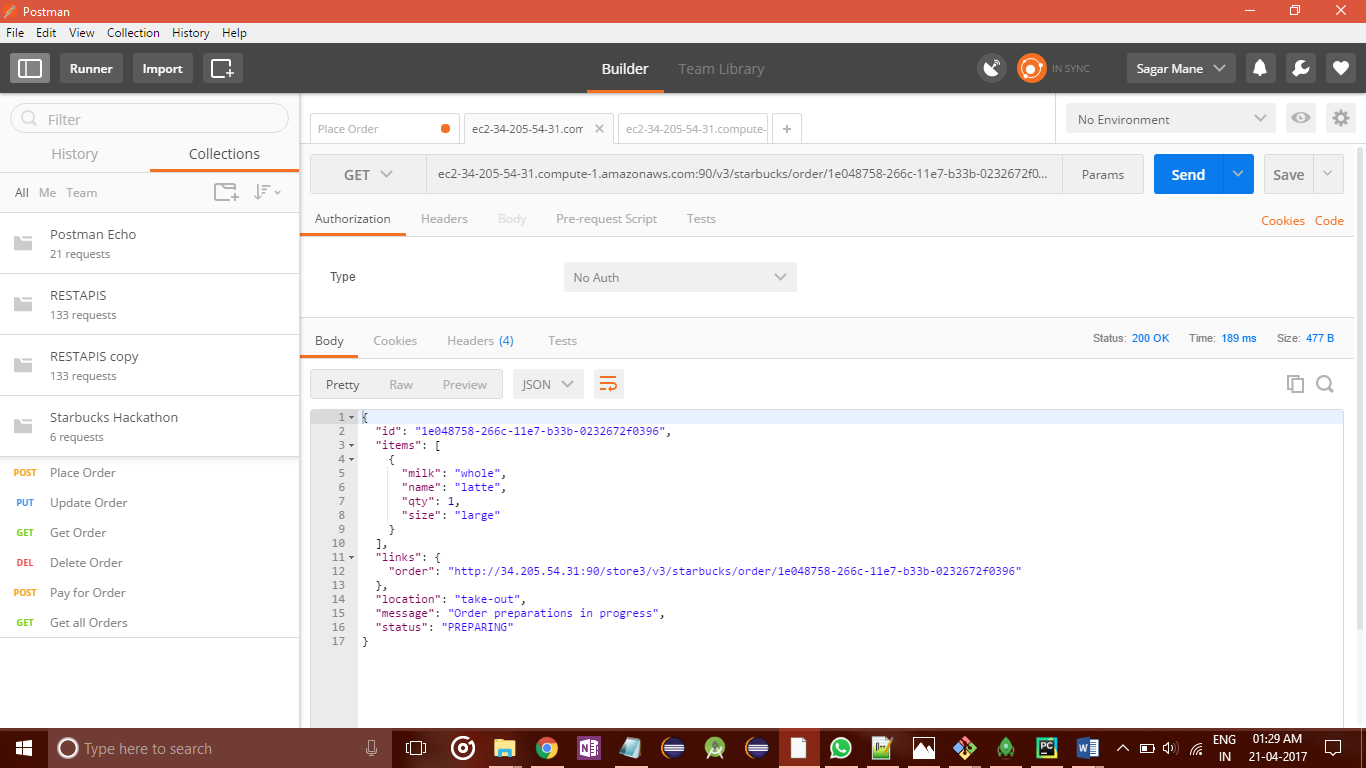 Postman
File Edit View Collection History Help
Runner Import Builder Team Library IN SYNC Sagar Mane
Filter
History Collections
All Me Team
Postman Echo
21 requests
RESTAPIS
133 requests
RESTAPIS copy
133 requests
Starbucks Hackathon
6 requests
POST Place Order
PUT Update Order
GET Get Order
DEL Delete Order
POST Pay for Order
GET Get all Orders
Place Order ec2-34-205-54-31.com ec2-34-205-54-31.compute- + No Environment
GET ec2-34-205-54-31.compute-1.amazonaws.com:90/v3/starbucks/order/1e048758-266c-11e7-b33b-0232672f0... Params Send Save
Authorization Headers Body Pre-request Script Tests Cookies Code
Type No Auth
Body Cookies Headers (4) Tests Status: 200 OK Time: 189 ms Size: 477 B
Pretty Raw Preview JSON
1 {
2 "id": "1e048758-266c-11e7-b33b-0232672f0396",
3 "items": [
4 {
5 "milk": "whole",
6 "name": "latte",
7 "qty": 1,
8 "size": "large"
9 }
10 ],
11 "links": {
12 "order": "http://34.205.54.31:90/store3/v3/starbucks/order/1e048758-266c-11e7-b33b-0232672f0396"
13 },
14 "location": "take-out",
15 "message": "Order preparations in progress",
16 "status": "PREPARING"
17 }
Type here to search
ENG
IN
01:29 AM
21-04-2017